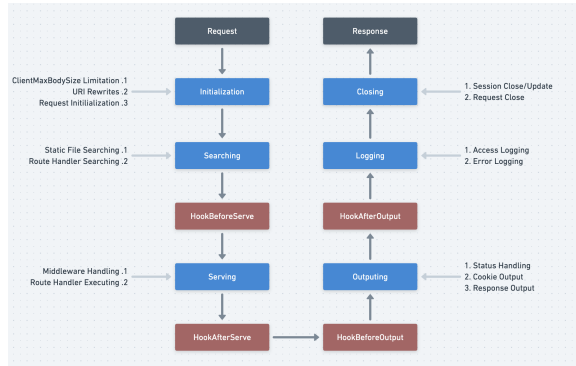 Request
Response
ClientMaxBodySize Limitation .1
URI Rewrites .2
Request Initilialization .3
Initialization
Closing
1. Session Close/Update
2. Request Close
Static File Searching .1
Route Handler Searching .2
Searching
Logging
1. Access Logging
2. Error Logging
HookBeforeServe
HookAfterOutput
Middleware Handling .1
Route Handler Executing .2
Serving
Outputing
1. Status Handling
2. Cookie Output
3. Response Output
HookAfterServe
HookBeforeOutput